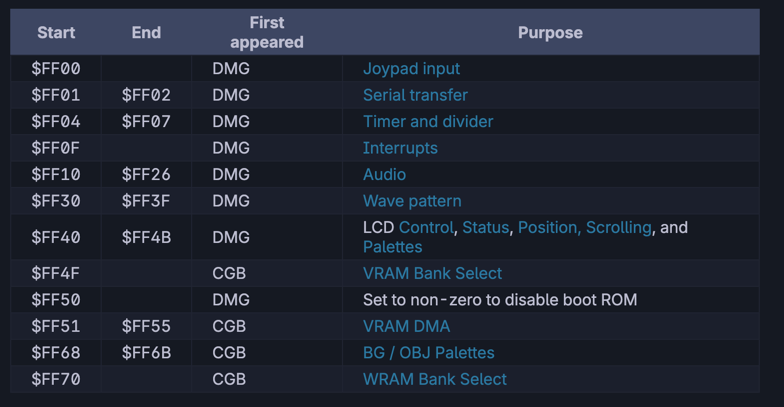 Start End First appeared Purpose
$FF00 DMG Joypad input
$FF01 $FF02 DMG Serial transfer
$FF04 $FF07 DMG Timer and divider
$FF0F DMG Interrupts
$FF10 $FF26 DMG Audio
$FF30 $FF3F DMG Wave pattern
$FF40 $FF4B DMG LCD Control, Status, Position, Scrolling, and
Palettes
$FF4F CGB VRAM Bank Select
$FF50 DMG Set to non-zero to disable boot ROM
$FF51 $FF55 CGB VRAM DMA
$FF68 $FF6B CGB BG / OBJ Palettes
$FF70 CGB WRAM Bank Select